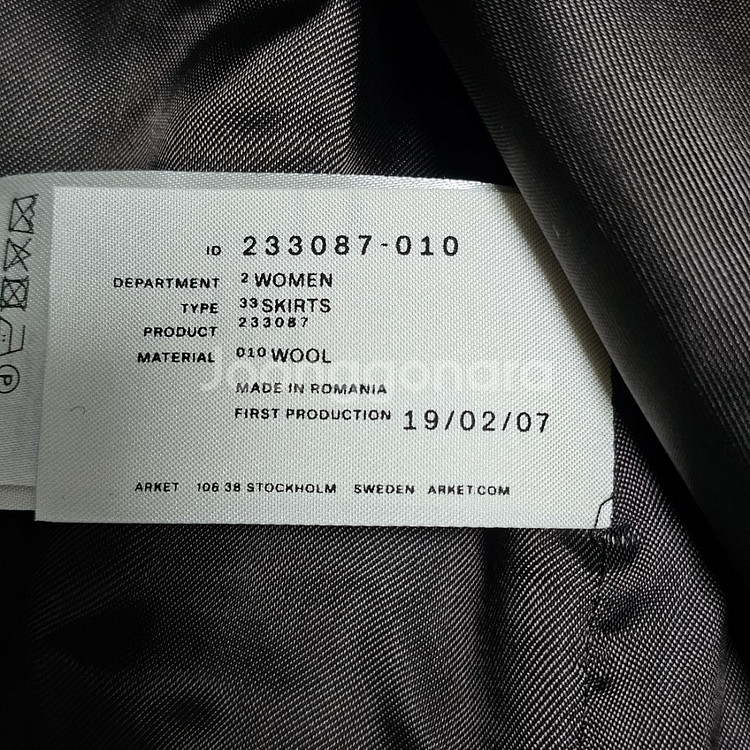 ID 233087-010
DEPARTMENT 2 WOMEN
TYPE 33 SKIRTS
PRODUCT 233087
MATERIAL 010 WOOL
Joonggonara
MADE IN ROMANIA
FIRST PRODUCTION 19/02/07
ARKET 106 38 STOCKHOLM SWEDEN ARKET.COM
P